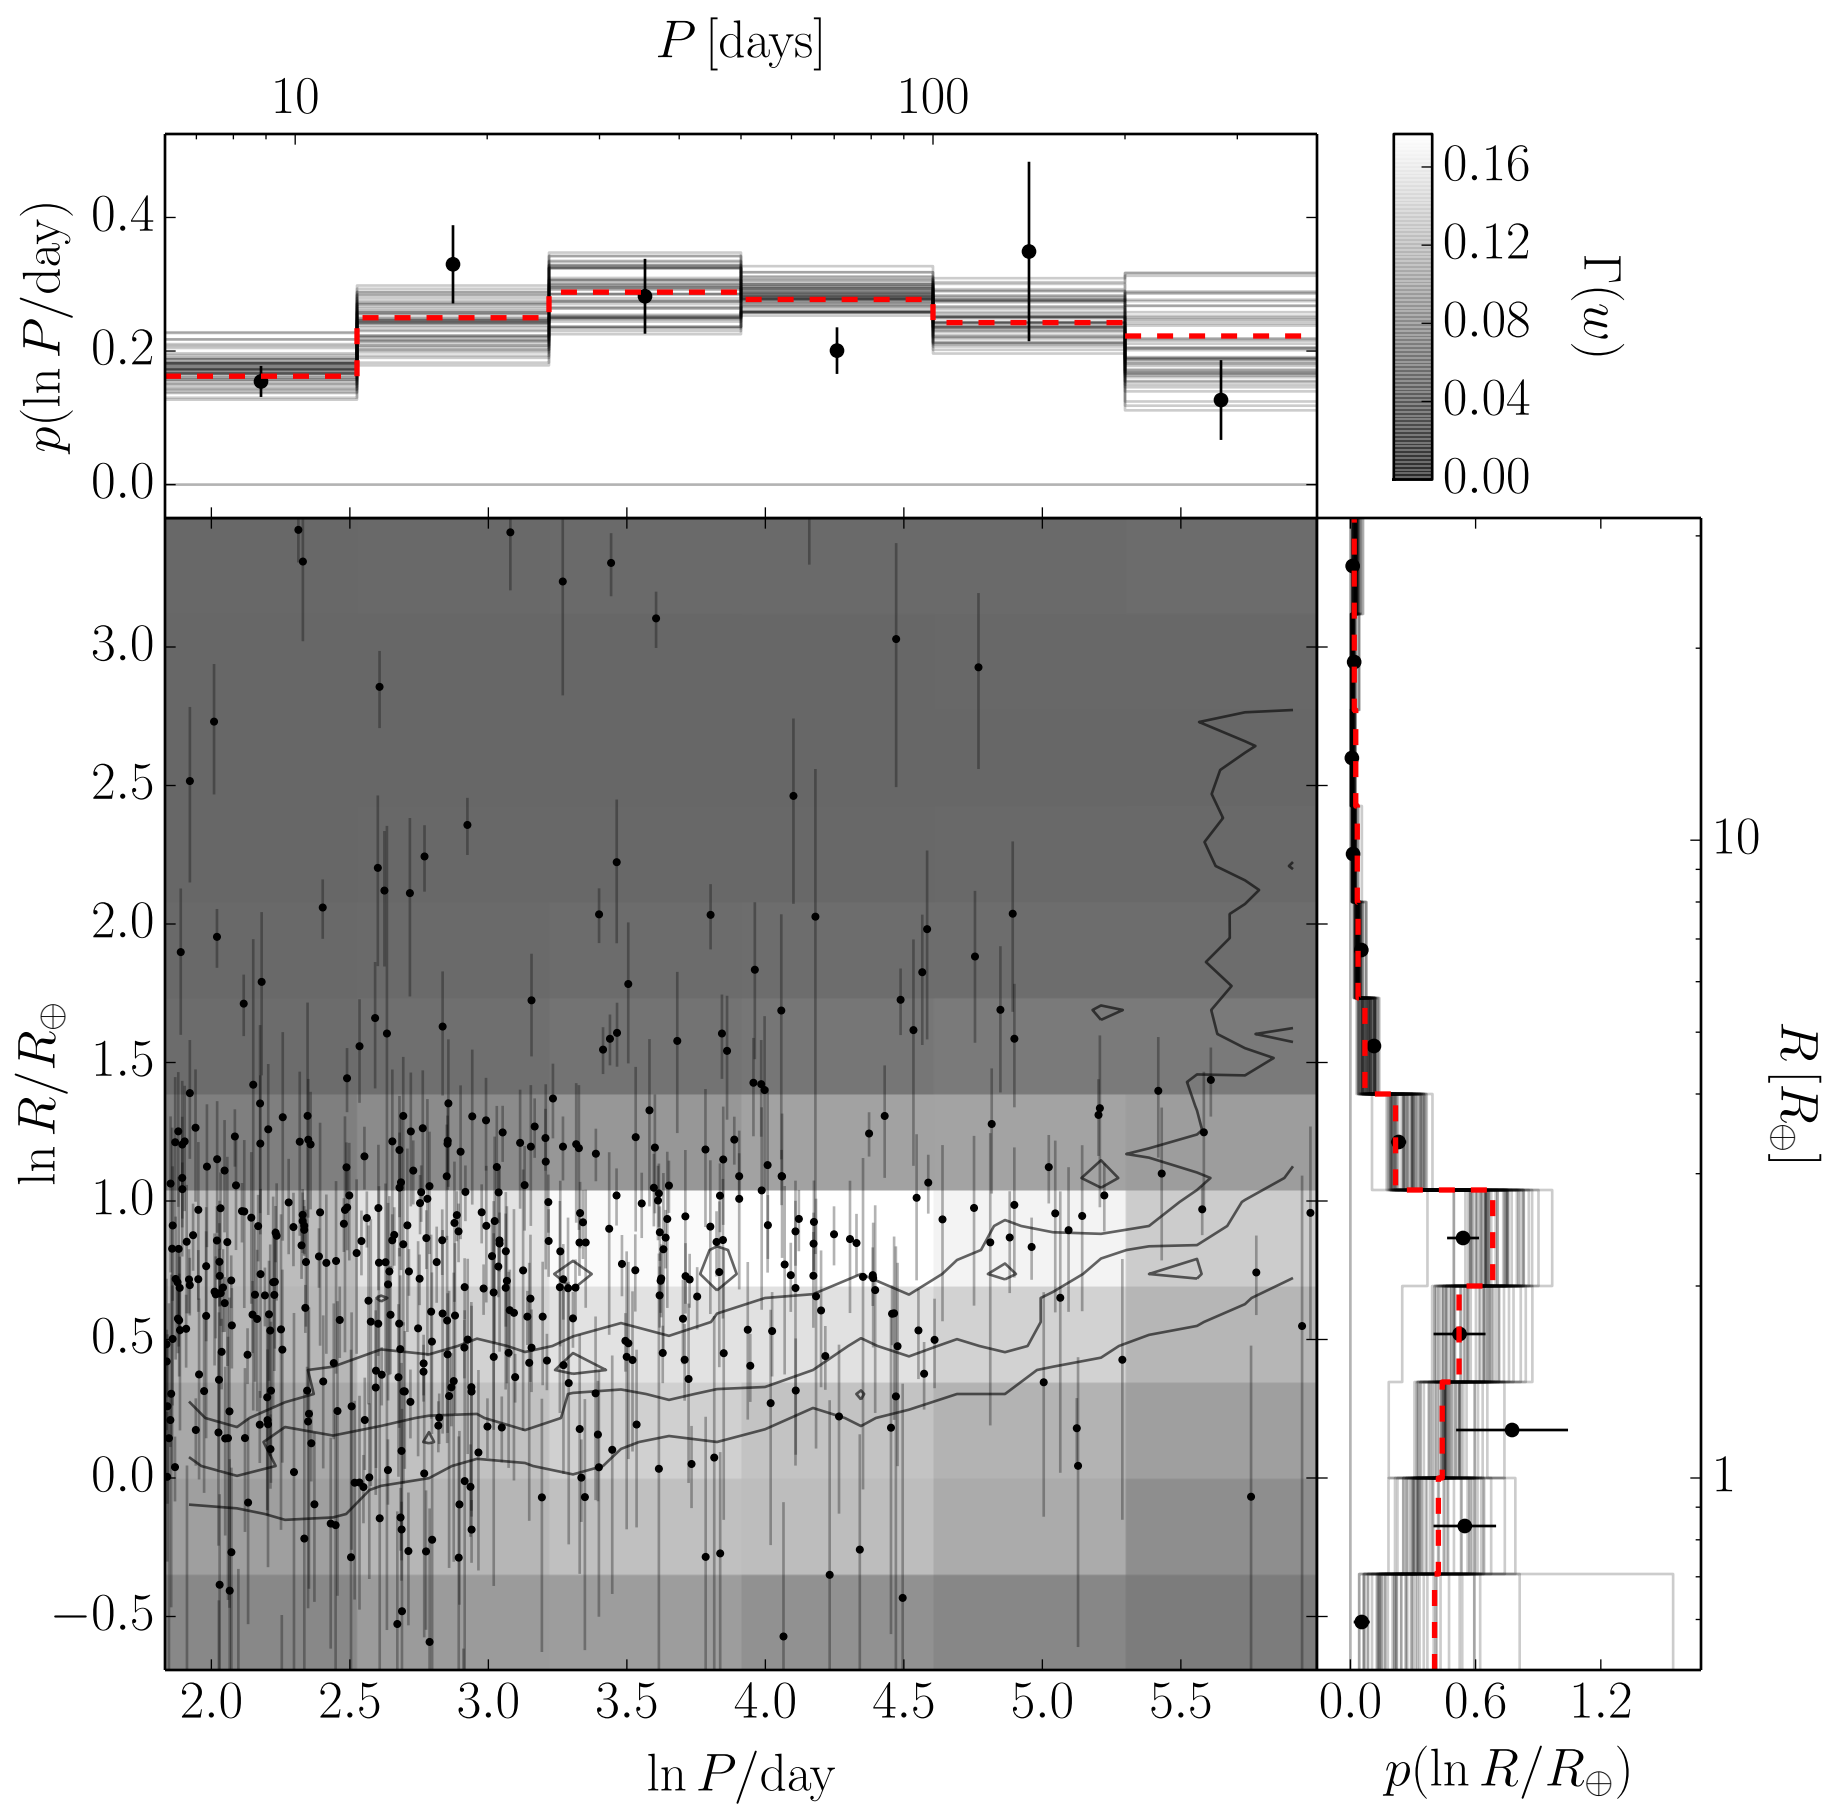 P [days]
10 100
p(ln P/day)
0.4
0.2
0.0
0.16
0.12
0.08
0.04
0.00
Γ(w)
ln R/R⊕
3.0
2.5
2.0
1.5
1.0
0.5
0.0
−0.5
10
1
R [R⊕]
2.0 2.5 3.0 3.5 4.0 4.5 5.0 5.5
0.0 0.6 1.2
ln P/day
p(ln R/R⊕)